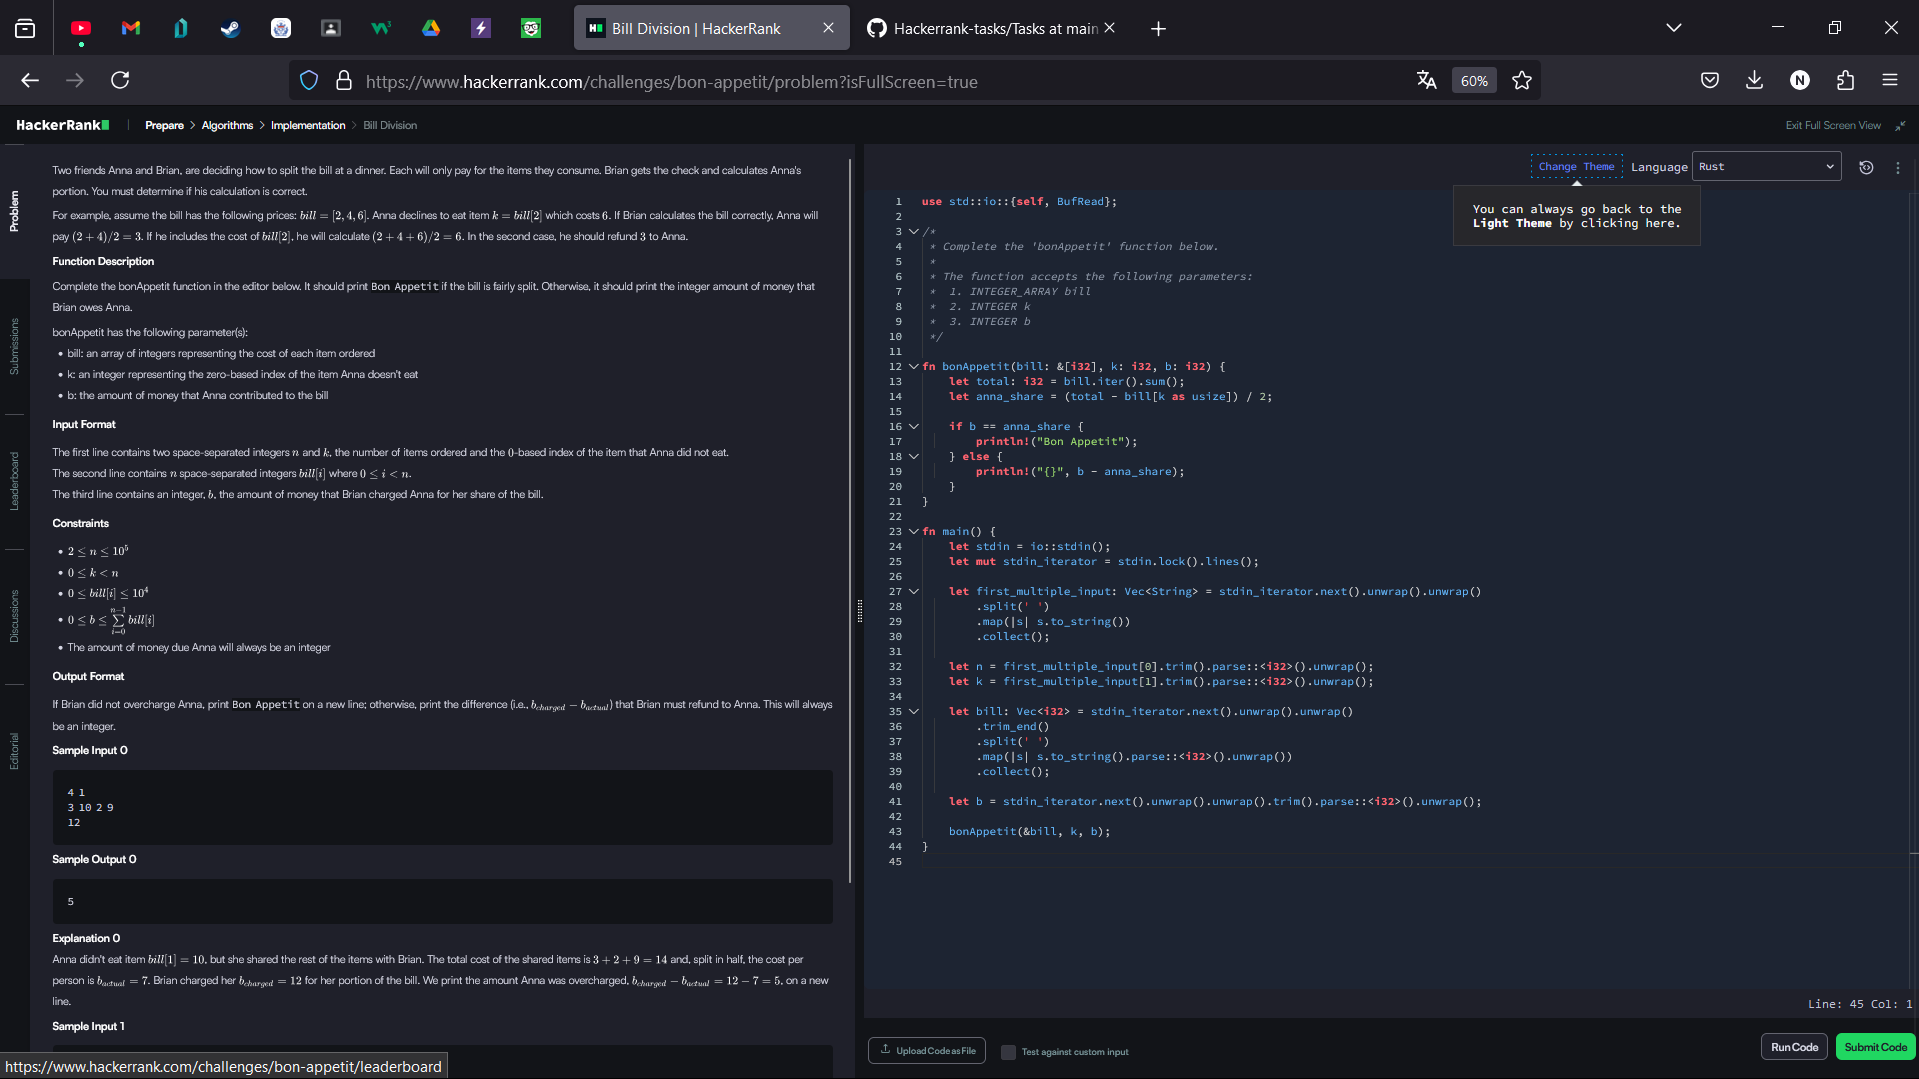 Bill Division | HackerRank
Hackerrank-tasks/Tasks at main
https://www.hackerrank.com/challenges/bon-appetit/problem?isFullScreen=true
60%
N
HackerRank
Prepare > Algorithms > Implementation > Bill Division
Exit Full Screen View
Problem
Submissions
Leaderboard
Discussions
Editorial
Two friends Anna and Brian, are deciding how to split the bill at a dinner. Each will only pay for the items they consume. Brian gets the check and calculates Anna's
portion. You must determine if his calculation is correct.
For example, assume the bill has the following prices: bill = [2, 4, 6]. Anna declines to eat item k = bill[2] which costs 6. If Brian calculates the bill correctly, Anna will
pay (2 + 4)/2 = 3. If he includes the cost of bill[2], he will calculate (2 + 4 + 6)/2 = 6. In the second case, he should refund 3 to Anna.
Function Description
Complete the bonAppetit function in the editor below. It should print Bon Appetit if the bill is fairly split. Otherwise, it should print the integer amount of money that
Brian owes Anna.
bonAppetit has the following parameter(s):
• bill: an array of integers representing the cost of each item ordered
• k: an integer representing the zero-based index of the item Anna doesn't eat
• b: the amount of money that Anna contributed to the bill
Input Format
The first line contains two space-separated integers n and k, the number of items ordered and the 0-based index of the item that Anna did not eat.
The second line contains n space-separated integers bill[i] where 0 ≤ i < n.
The third line contains an integer, b, the amount of money that Brian charged Anna for her share of the bill.
Constraints
• 2 ≤ n ≤ 10^5
• 0 ≤ k < n
• 0 ≤ bill[i] ≤ 10^4
• 0 ≤ b ≤ ∑_{i=0}^{n−1} bill[i]
• The amount of money due Anna will always be an integer
Output Format
If Brian did not overcharge Anna, print Bon Appetit on a new line; otherwise, print the difference (i.e., b_charged − b_actual) that Brian must refund to Anna. This will always
be an integer.
Sample Input 0
4 1
3 10 2 9
12
Sample Output 0
5
Explanation 0
Anna didn't eat item bill[1] = 10, but she shared the rest of the items with Brian. The total cost of the shared items is 3 + 2 + 9 = 14 and, split in half, the cost per
person is b_actual = 7. Brian charged her b_charged = 12 for her portion of the bill. We print the amount Anna was overcharged, b_charged − b_actual = 12 − 7 = 5, on a new
line.
Sample Input 1
https://www.hackerrank.com/challenges/bon-appetit/leaderboard
Change Theme
Language
Rust
You can always go back to the
Light Theme by clicking here.
1 use std::io::{self, BufRead};
2
3 /*
4  * Complete the 'bonAppetit' function below.
5  *
6  * The function accepts the following parameters:
7  *  1. INTEGER_ARRAY bill
8  *  2. INTEGER k
9  *  3. INTEGER b
10  */
11
12 fn bonAppetit(bill: &[i32], k: i32, b: i32) {
13     let total: i32 = bill.iter().sum();
14     let anna_share = (total - bill[k as usize]) / 2;
15
16     if b == anna_share {
17         println!("Bon Appetit");
18     } else {
19         println!("{}", b - anna_share);
20     }
21 }
22
23 fn main() {
24     let stdin = io::stdin();
25     let mut stdin_iterator = stdin.lock().lines();
26
27     let first_multiple_input: Vec<String> = stdin_iterator.next().unwrap().unwrap()
28         .split(' ')
29         .map(|s| s.to_string())
30         .collect();
31
32     let n = first_multiple_input[0].trim().parse::<i32>().unwrap();
33     let k = first_multiple_input[1].trim().parse::<i32>().unwrap();
34
35     let bill: Vec<i32> = stdin_iterator.next().unwrap().unwrap()
36         .trim_end()
37         .split(' ')
38         .map(|s| s.to_string().parse::<i32>().unwrap())
39         .collect();
40
41     let b = stdin_iterator.next().unwrap().unwrap().trim().parse::<i32>().unwrap();
42
43     bonAppetit(&bill, k, b);
44 }
45
Line: 45 Col: 1
Upload Code as File
Test against custom input
Run Code
Submit Code